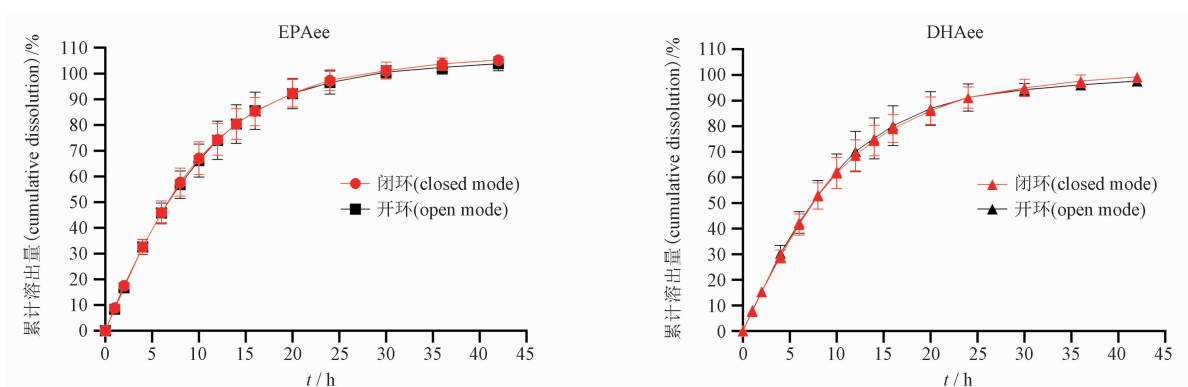 EPAee
累计溶出量(cumulative dissolution)/%
110
100
90
80
70
60
50
40
30
20
10
0
闭环(closed mode)
开环(open mode)
0 5 10 15 20 25 30 35 40 45
t / h
DHAee
累计溶出量(cumulative dissolution)/%
110
100
90
80
70
60
50
40
30
20
10
0
闭环(closed mode)
开环(open mode)
0 5 10 15 20 25 30 35 40 45
t / h